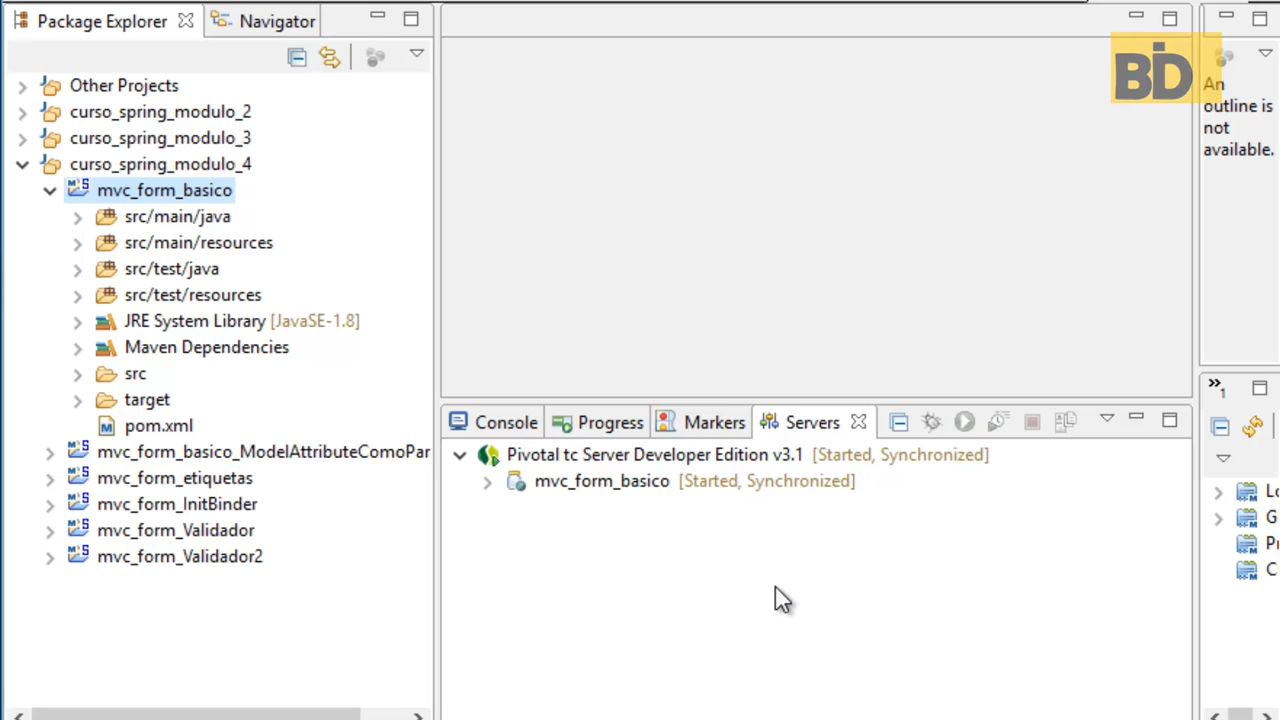 Package Explorer
Navigator
Other Projects
curso_spring_modulo_2
curso_spring_modulo_3
curso_spring_modulo_4
mvc_form_basico
src/main/java
src/main/resources
src/test/java
src/test/resources
JRE System Library [JavaSE-1.8]
Maven Dependencies
src
target
pom.xml
mvc_form_basico_ModelAttributeComoPar
mvc_form_etiquetas
mvc_form_InitBinder
mvc_form_Validador
mvc_form_Validador2
BD
An
outline is
not
available.
Console
Progress
Markers
Servers
Pivotal tc Server Developer Edition v3.1 [Started, Synchronized]
mvc_form_basico [Started, Synchronized]
»1
Lo
G
Pr
C